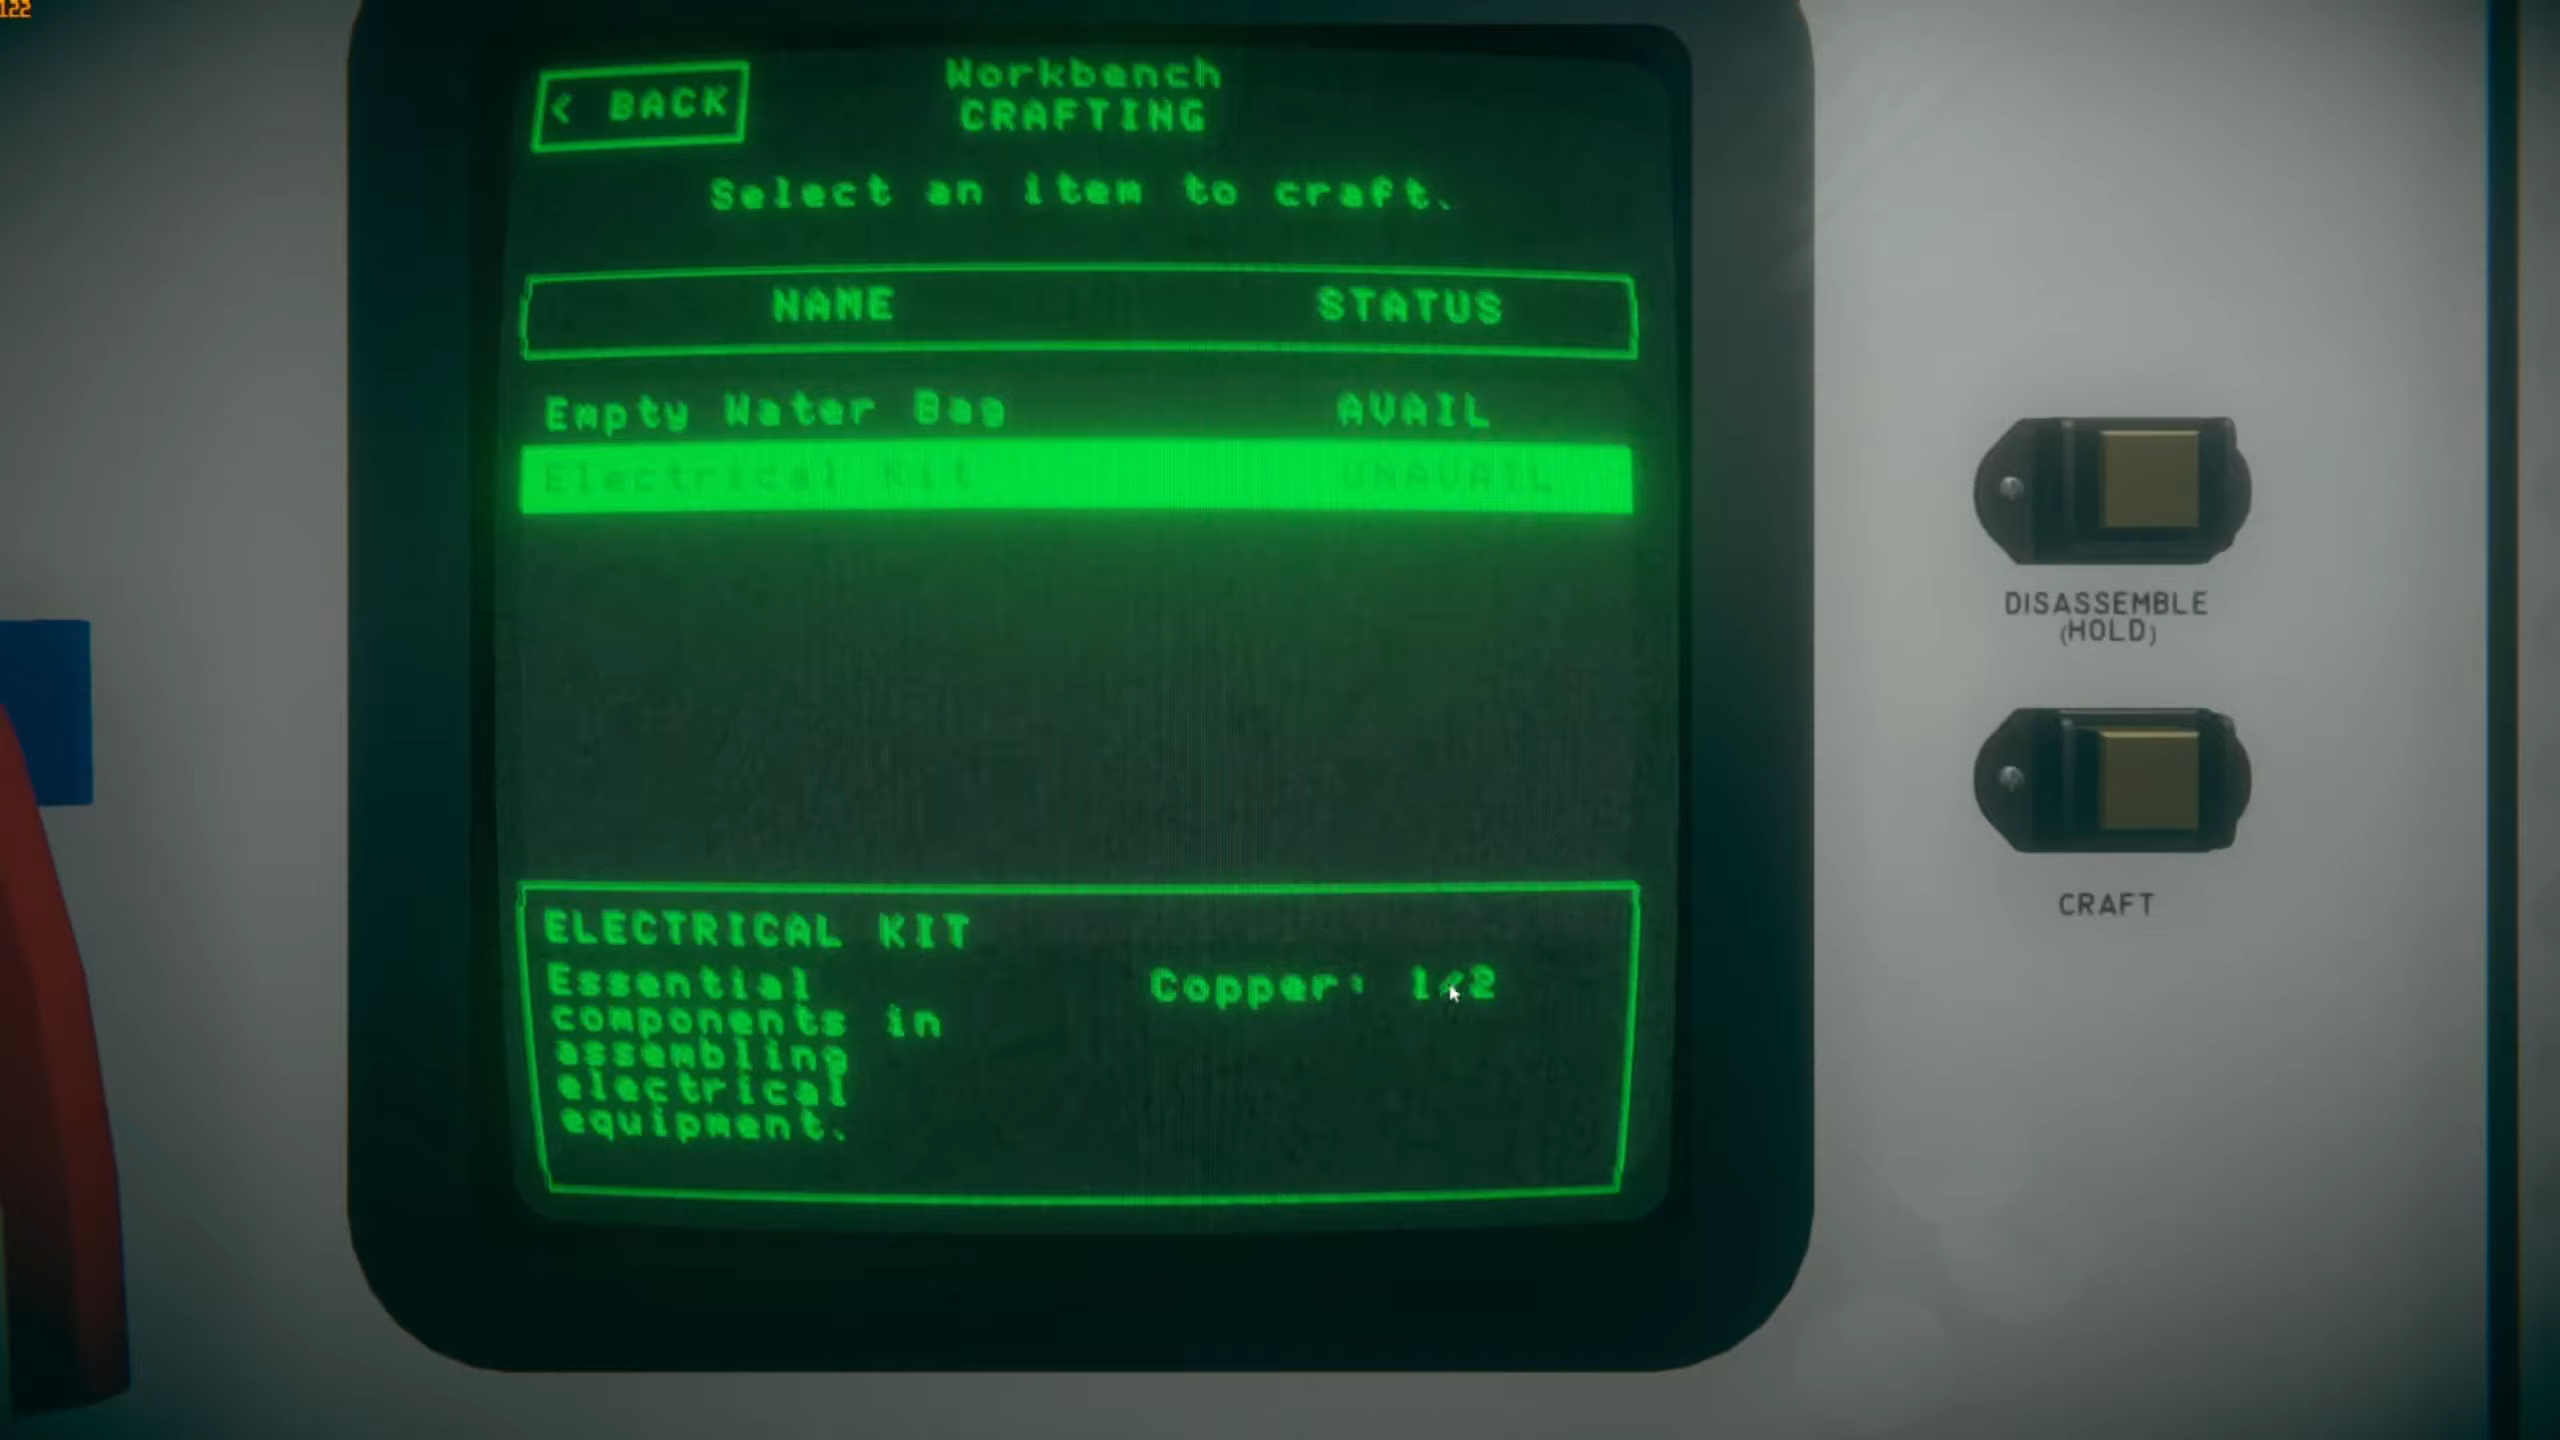 122
< BACK
Workbench
CRAFTING
Select an item to craft.
NAME STATUS
Empty Water Bag AVAIL
Electrical Kit UNAVAIL
ELECTRICAL KIT
Essential
components in
assembling
electrical
equipment.
Copper: 1/2
DISASSEMBLE
(HOLD)
CRAFT